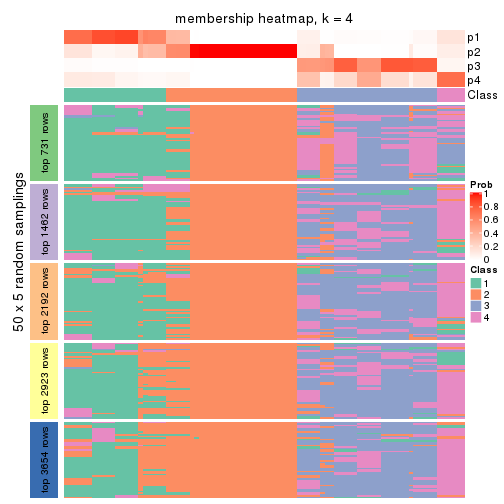 membership heatmap, k = 4
p1
p2
p3
p4
Class
50 x 5 random samplings
top 731 rows
top 1462 rows
top 2192 rows
top 2923 rows
top 3654 rows
Prob
1
0.8
0.6
0.4
0.2
0
Class
1
2
3
4